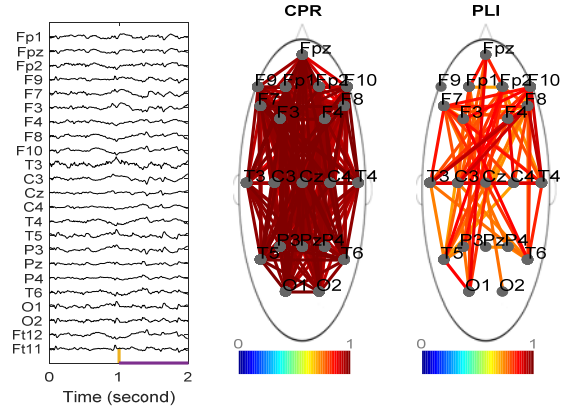 Fp1
Fpz
Fp2
F9
F7
F3
F4
F8
F10
T3
C3
Cz
C4
T4
T5
P3
Pz
P4
T6
O1
O2
Ft12
Ft11
0 1 2
Time (second)
CPR
Fpz
F9 Fp1 Fp2 F10
F7 F8
F3 F4
T3 C3 Cz C4 T4
P3 Pz P4
T5 T6
O1 O2
0 1
PLI
Fpz
F9 Fp1 Fp2 F10
F7 F8
F3 F4
T3 C3 Cz C4 T4
P3 Pz P4
T5 T6
O1 O2
0 1